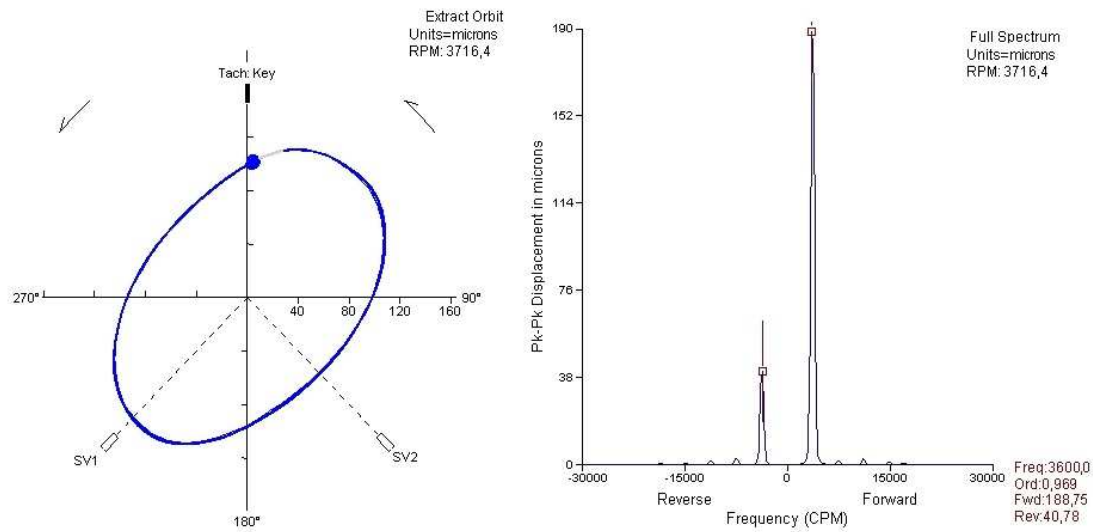 Extract Orbit
Units=microns
RPM: 3716,4
Tach: Key
270°
40 80 120 160
90°
SV1
SV2
180°
Full Spectrum
Units=microns
RPM: 3716,4
Pk-Pk Displacement in microns
190
152
114
76
38
0
-30000 -15000 0 15000 30000
Reverse Forward
Frequency (CPM)
Freq:3600,0
Ord:0,969
Fwd:188,75
Rev:40,78